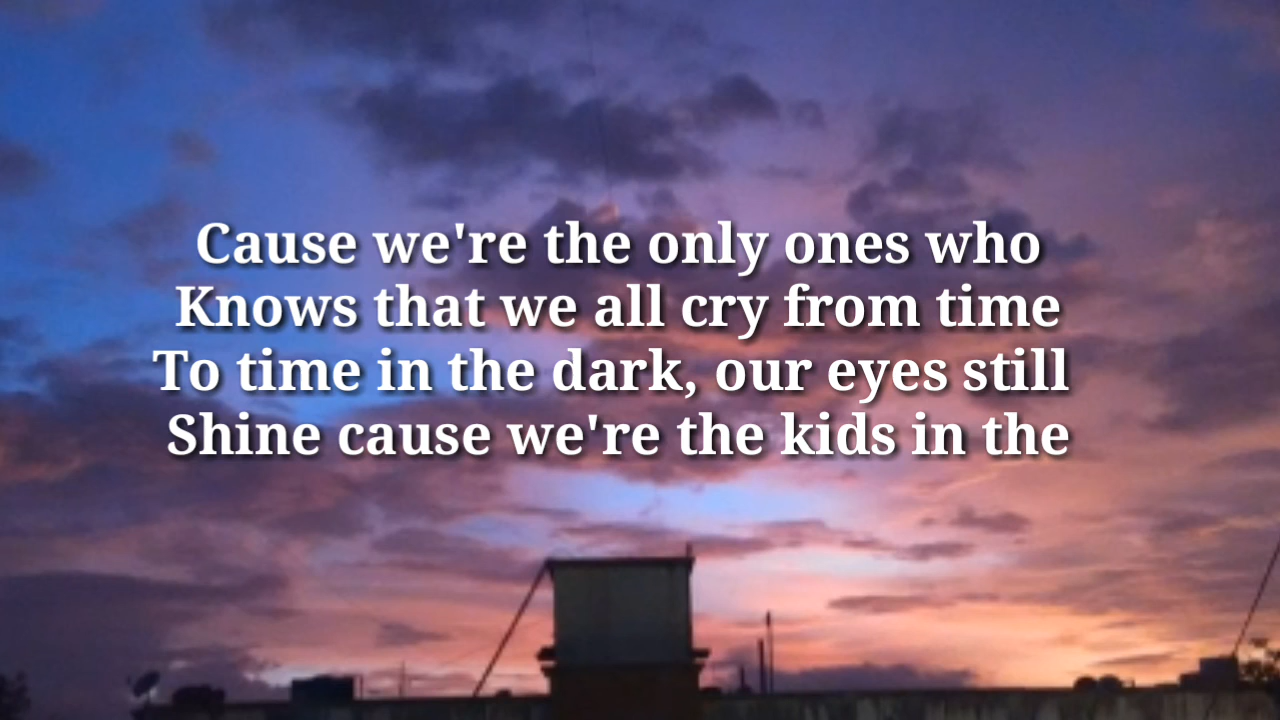 Cause we're the only ones who
Knows that we all cry from time
To time in the dark, our eyes still
Shine cause we're the kids in the